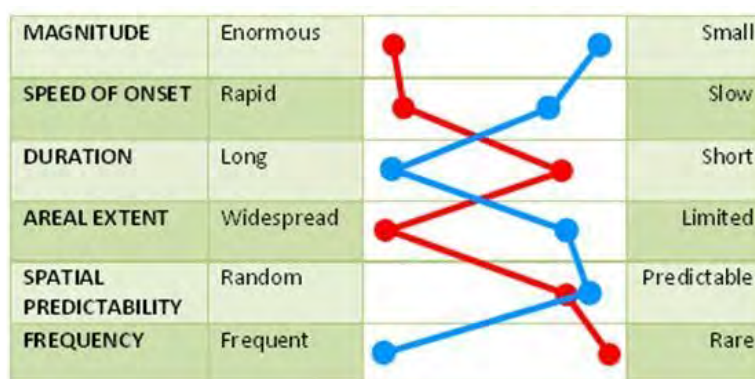 MAGNITUDE Enormous Small
SPEED OF ONSET Rapid Slow
DURATION Long Short
AREAL EXTENT Widespread Limited
SPATIAL PREDICTABILITY Random Predictable
FREQUENCY Frequent Rare